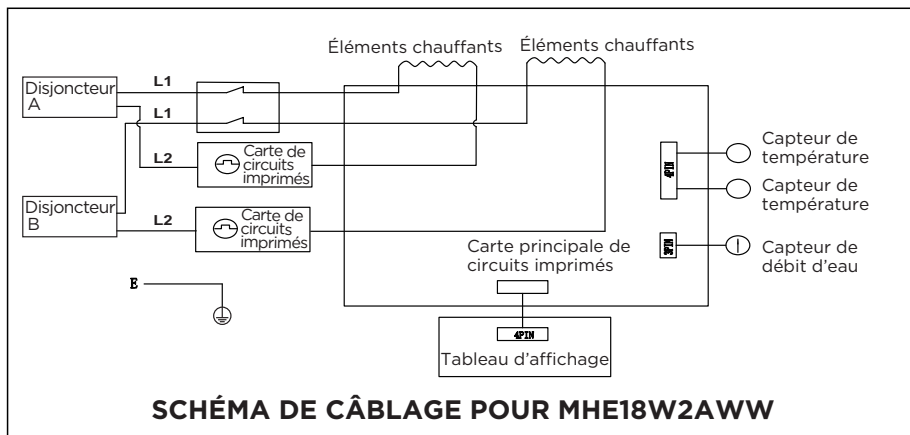 Éléments chauffants
Éléments chauffants
Disjoncteur
A
L1
L1
L2
Carte de
circuits
imprimés
Disjoncteur
B
L2
Carte de
circuits
imprimés
4PIN
Capteur de
température
Capteur de
température
3PIN
Capteur de
débit d'eau
Carte principale de
circuits imprimés
E
4PIN
Tableau d'affichage
SCHÉMA DE CÂBLAGE POUR MHE18W2AWW